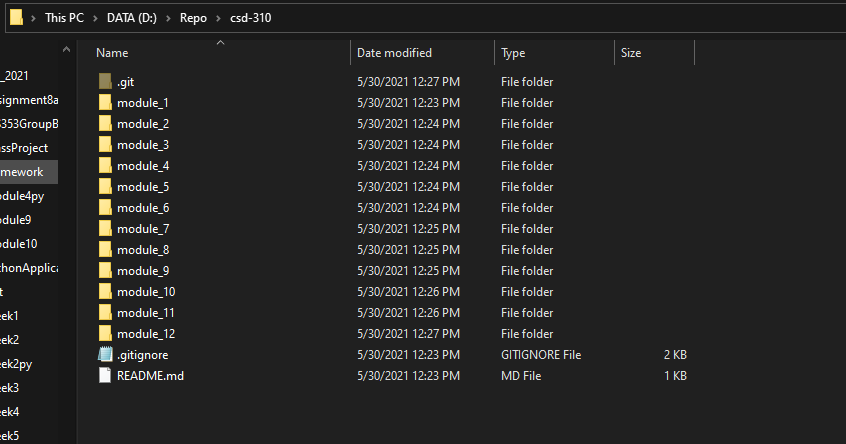 This PC > DATA (D:) > Repo > csd-310
Name Date modified Type Size
_2021
signment8a
353GroupB
assProject
mework
odule4py
odule9
odule10
thonApplica
t
eek1
eek2
eek2py
eek3
eek4
eek5
.git 5/30/2021 12:27 PM File folder
module_1 5/30/2021 12:23 PM File folder
module_2 5/30/2021 12:24 PM File folder
module_3 5/30/2021 12:24 PM File folder
module_4 5/30/2021 12:24 PM File folder
module_5 5/30/2021 12:24 PM File folder
module_6 5/30/2021 12:24 PM File folder
module_7 5/30/2021 12:25 PM File folder
module_8 5/30/2021 12:25 PM File folder
module_9 5/30/2021 12:25 PM File folder
module_10 5/30/2021 12:26 PM File folder
module_11 5/30/2021 12:26 PM File folder
module_12 5/30/2021 12:27 PM File folder
.gitignore 5/30/2021 12:23 PM GITIGNORE File 2 KB
README.md 5/30/2021 12:23 PM MD File 1 KB